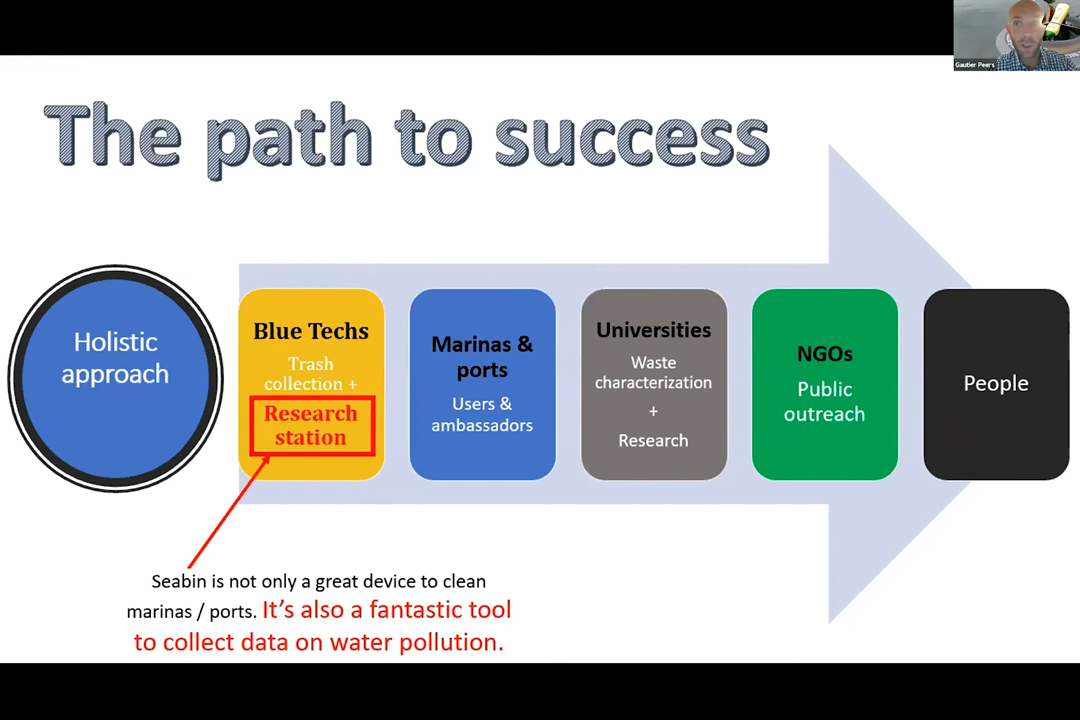 Gautier Peers
The path to success
Holistic
approach
Blue Techs
Trash
collection +
Research
station
Marinas &
ports
Users &
ambassadors
Universities
Waste
characterization
+
Research
NGOs
Public
outreach
People
Seabin is not only a great device to clean
marinas / ports. It’s also a fantastic tool
to collect data on water pollution.